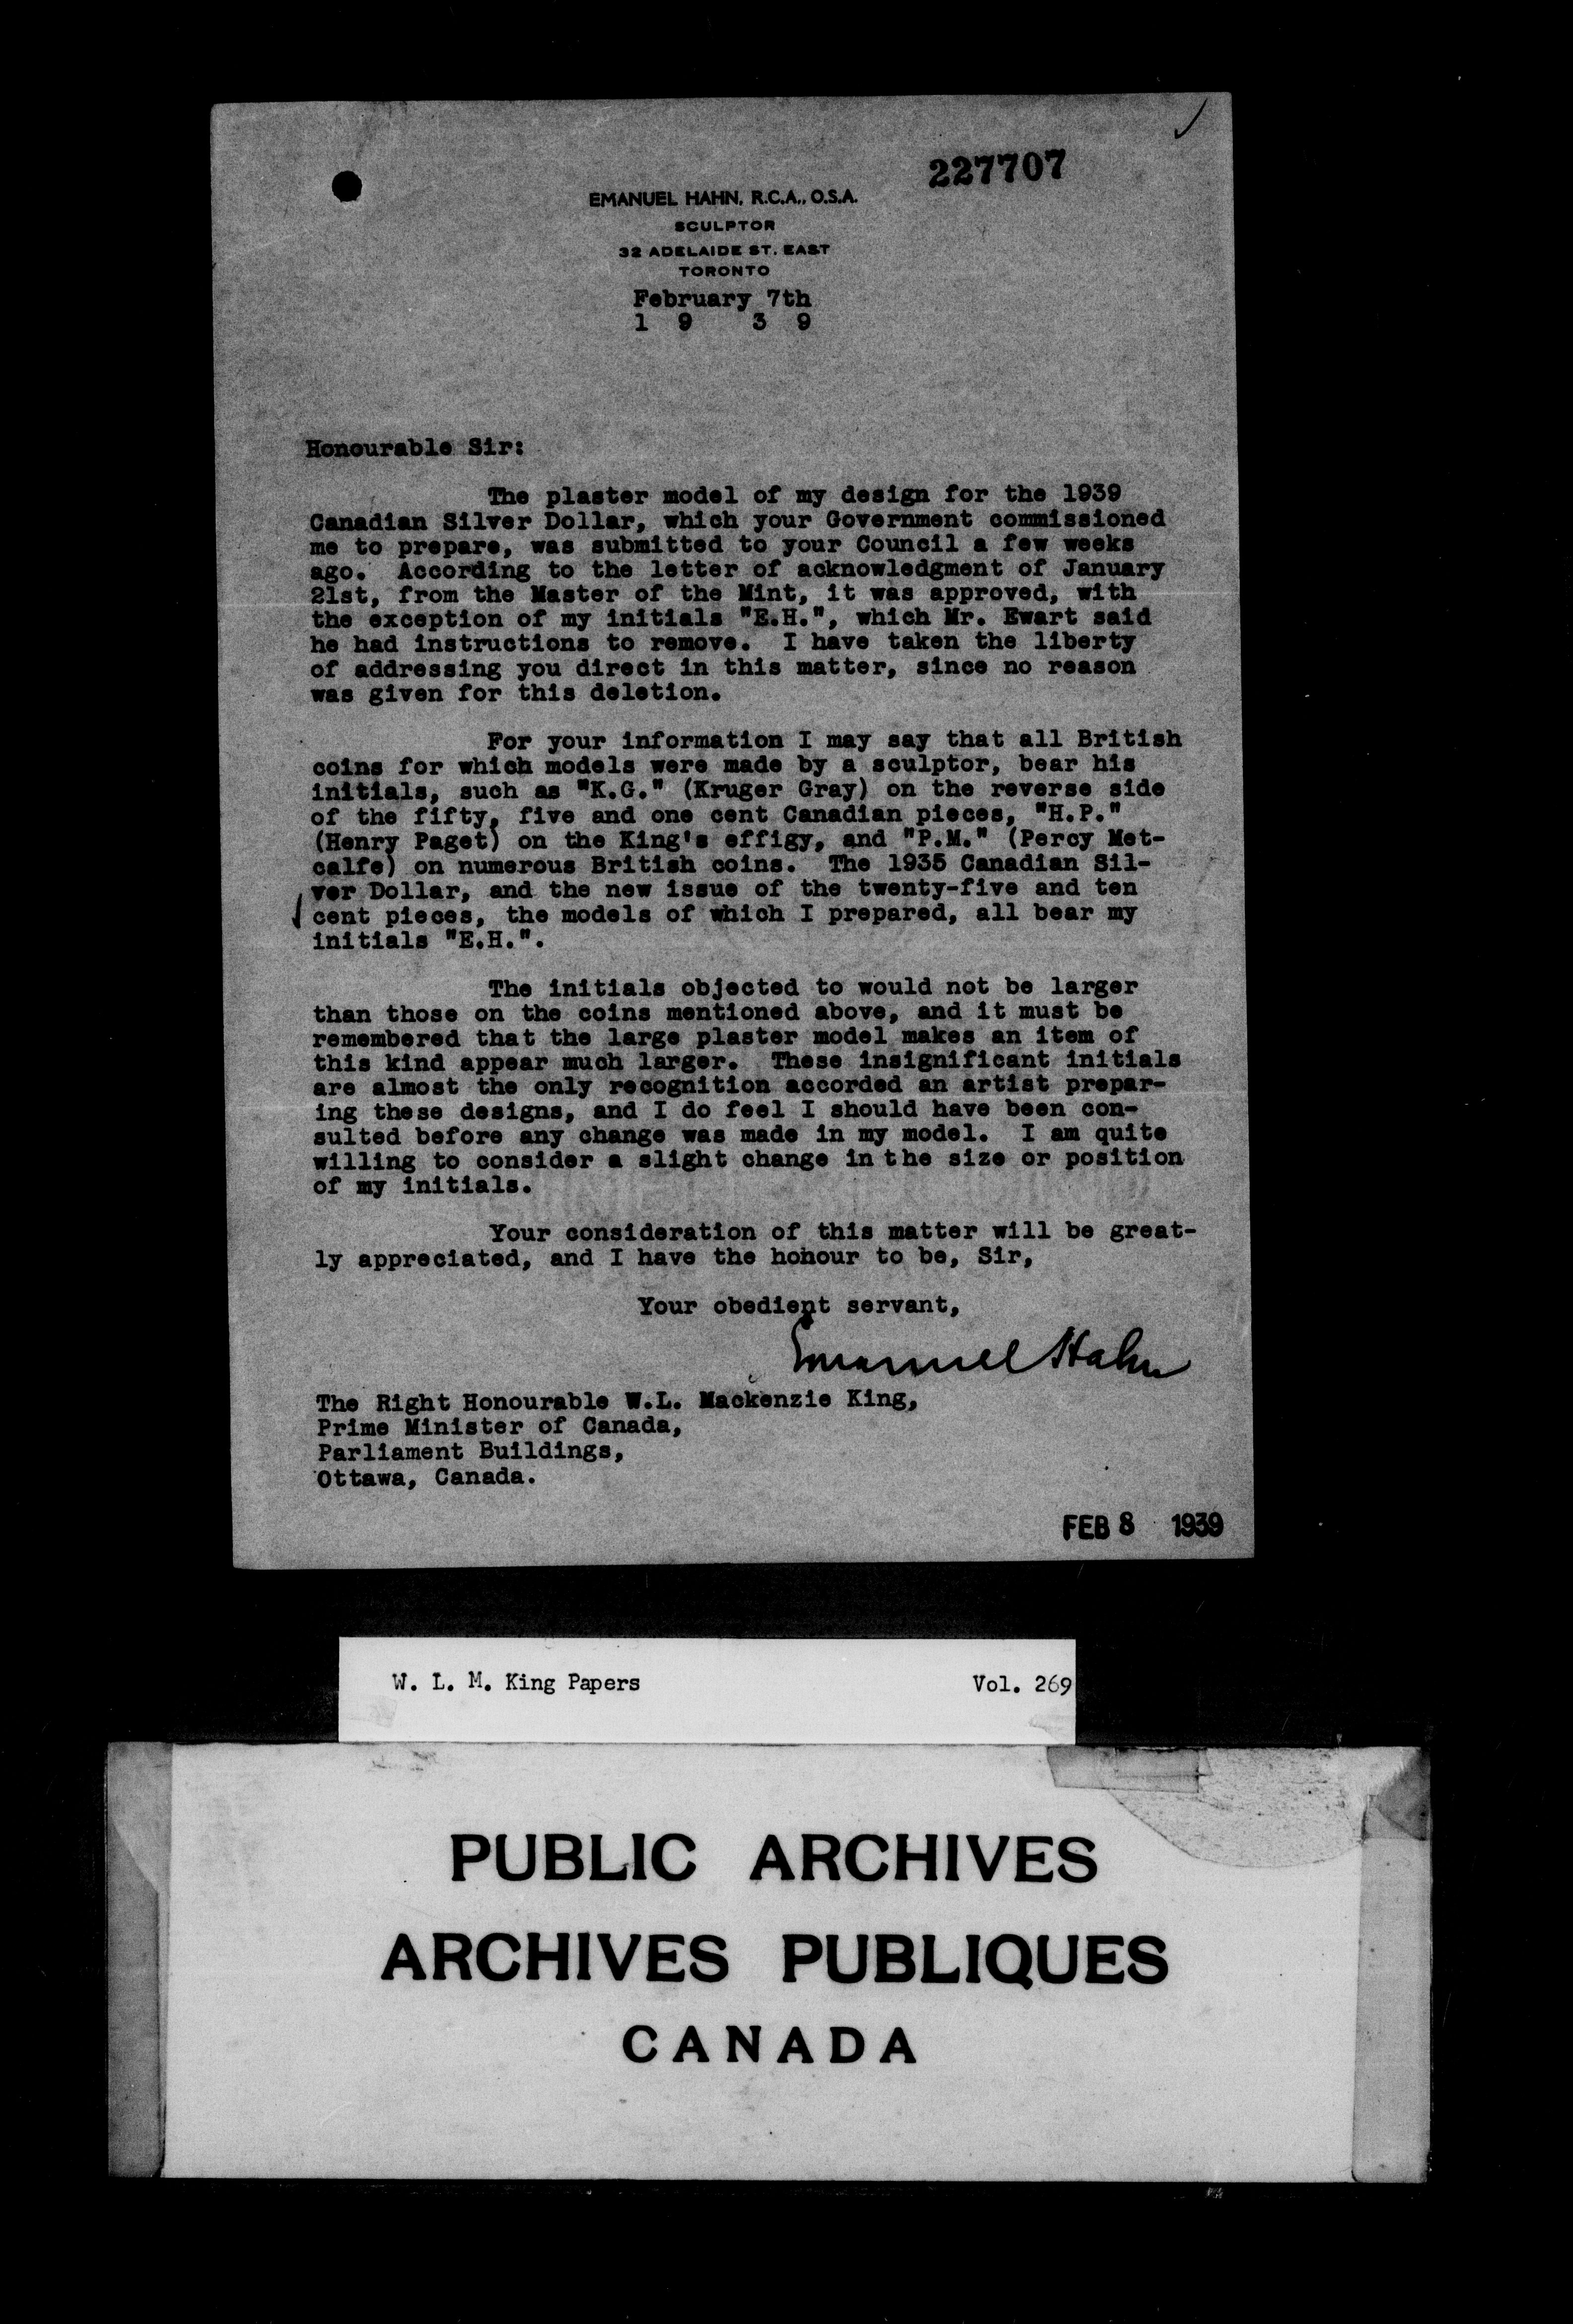 227707
EMANUEL HAHN, R.C.A., O.S.A.
SCULPTOR
32 ADELAIDE ST. EAST
TORONTO
February 7th
1 9 3 9
Honourable Sir:
The plaster model of my design for the 1939
Canadian Silver Dollar, which your Government commissioned
me to prepare, was submitted to your Council a few weeks
ago. According to the letter of acknowledgment of January
21st, from the Master of the Mint, it was approved, with
the exception of my initials "E.H.", which Mr. Ewart said
he had instructions to remove. I have taken the liberty
of addressing you direct in this matter, since no reason
was given for this deletion.
For your information I may say that all British
coins for which models were made by a sculptor, bear his
initials, such as "K.G." (Kruger Gray) on the reverse side
of the fifty, five and one cent Canadian pieces, "H.P."
(Henry Paget) on the King's effigy, and "P.M." (Percy Met-
calfe) on numerous British coins. The 1935 Canadian Sil-
ver Dollar, and the new issue of the twenty-five and ten
cent pieces, the models of which I prepared, all bear my
initials "E.H.".
The initials objected to would not be larger
than those on the coins mentioned above, and it must be
remembered that the large plaster model makes an item of
this kind appear much larger. These insignificant initials
are almost the only recognition accorded an artist prepar-
ing these designs, and I do feel I should have been con-
sulted before any change was made in my model. I am quite
willing to consider a slight change in the size or position
of my initials.
Your consideration of this matter will be great-
ly appreciated, and I have the honour to be, Sir,
Your obedient servant,
Emanuel Hahn
The Right Honourable W.L. Mackenzie King,
Prime Minister of Canada,
Parliament Buildings,
Ottawa, Canada.
FEB 8 1939
W. L. M. King Papers Vol. 269
PUBLIC ARCHIVES
ARCHIVES PUBLIQUES
CANADA